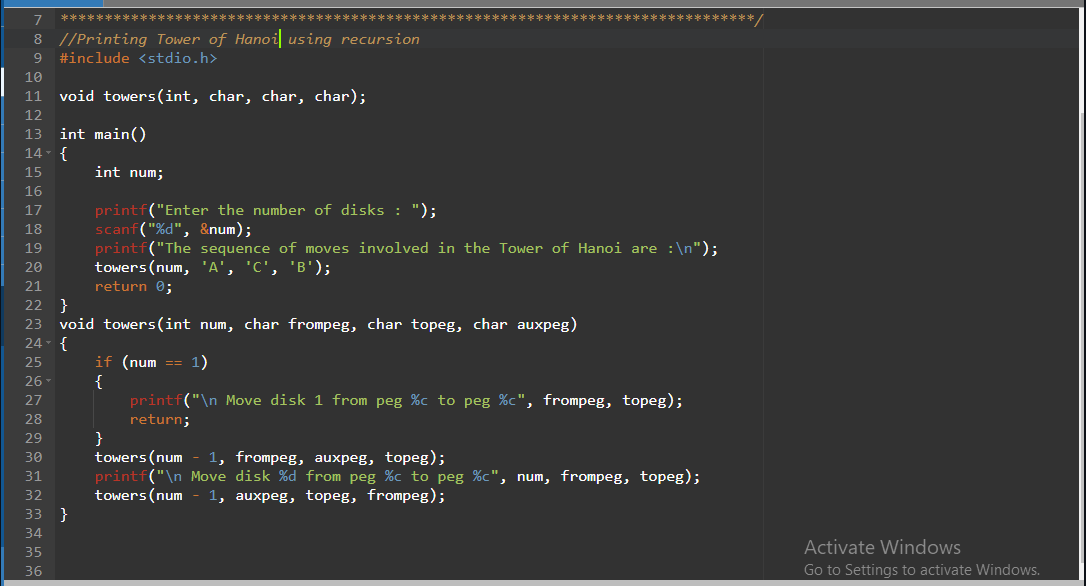 7 *******************************************************************************/
8 //Printing Tower of Hanoi using recursion
9 #include <stdio.h>
10
11 void towers(int, char, char, char);
12
13 int main()
14 {
15     int num;
16
17     printf("Enter the number of disks : ");
18     scanf("%d", &num);
19     printf("The sequence of moves involved in the Tower of Hanoi are :\n");
20     towers(num, 'A', 'C', 'B');
21     return 0;
22 }
23 void towers(int num, char frompeg, char topeg, char auxpeg)
24 {
25     if (num == 1)
26     {
27         printf("\n Move disk 1 from peg %c to peg %c", frompeg, topeg);
28         return;
29     }
30     towers(num - 1, frompeg, auxpeg, topeg);
31     printf("\n Move disk %d from peg %c to peg %c", num, frompeg, topeg);
32     towers(num - 1, auxpeg, topeg, frompeg);
33 }
34
35
36
Activate Windows
Go to Settings to activate Windows.